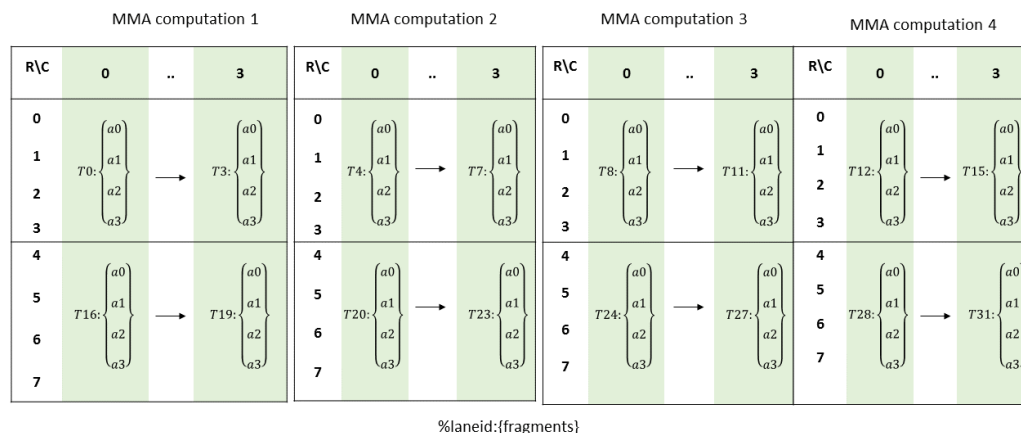 MMA computation 1 MMA computation 2 MMA computation 3 MMA computation 4
R\C 0 .. 3 R\C 0 .. 3 R\C 0 .. 3 R\C 0 .. 3
0 0 0 0
a0 a0 a0 a0 a0 a0 a0 a0
1 1 1 1
a1 a1 a1 a1 a1 a1 a1 a1
T0: T3: T4: T7: T8: T11: T12: T15:
2 2 2 2
a2 a2 a2 a2 a2 a2 a2 a2
3 3 3 3
a3 a3 a3 a3 a3 a3 a3 a3
4 4 4 4
a0 a0 a0 a0 a0 a0 a0 a0
5 5 5 5
a1 a1 a1 a1 a1 a1 a1 a1
T16: T19: T20: T23: T24: T27: T28: T31:
6 6 6 6
a2 a2 a2 a2 a2 a2 a2 a2
7 7 7 7
a3 a3 a3 a3 a3 a3 a3 a3
%laneid:{fragments}